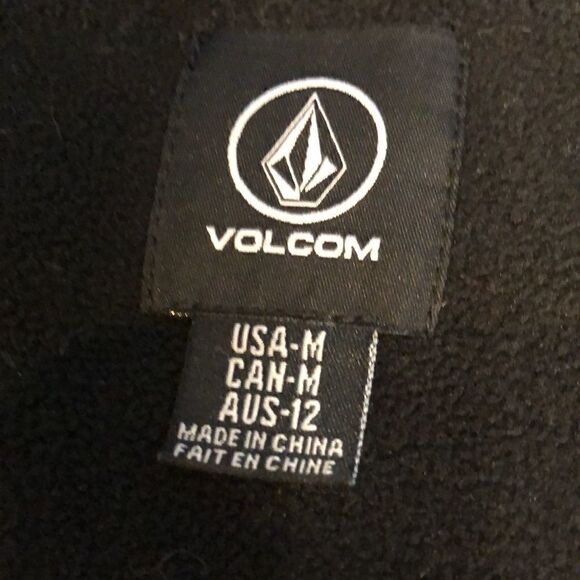 VOLCOM
USA-M
CAN-M
AUS-12
MADE IN CHINA
FAIT EN CHINE